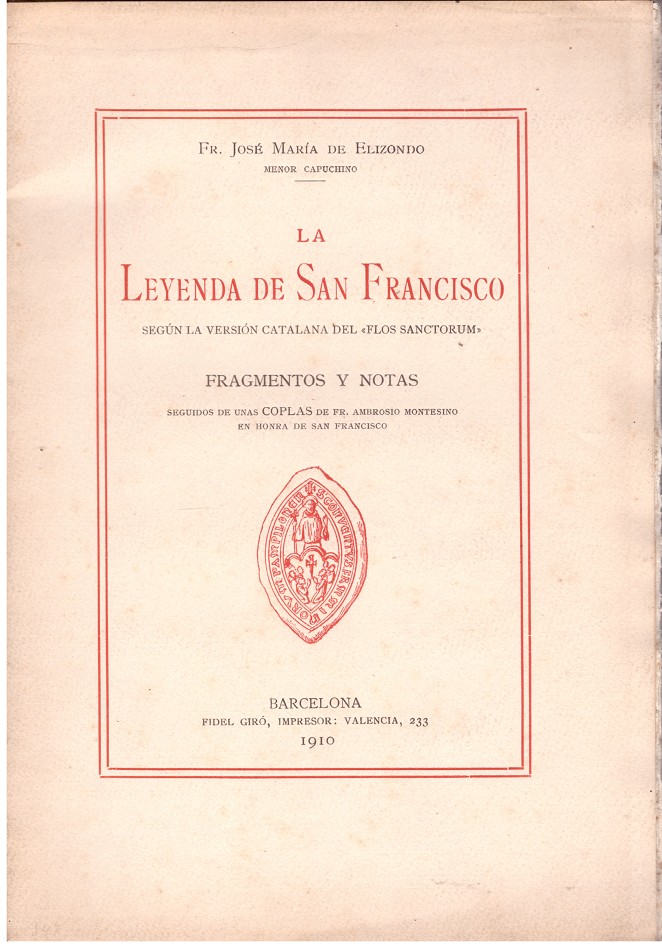 Fr. José María de Elizondo
MENOR CAPUCHINO
LA
Leyenda de San Francisco
SEGÚN LA VERSIÓN CATALANA DEL «FLOS SANCTORUM»
FRAGMENTOS Y NOTAS
SEGUIDOS DE UNAS COPLAS DE FR. AMBROSIO MONTESINO
EN HONRA DE SAN FRANCISCO
BARCELONA
FIDEL GIRÓ, IMPRESOR: VALENCIA, 233
1910